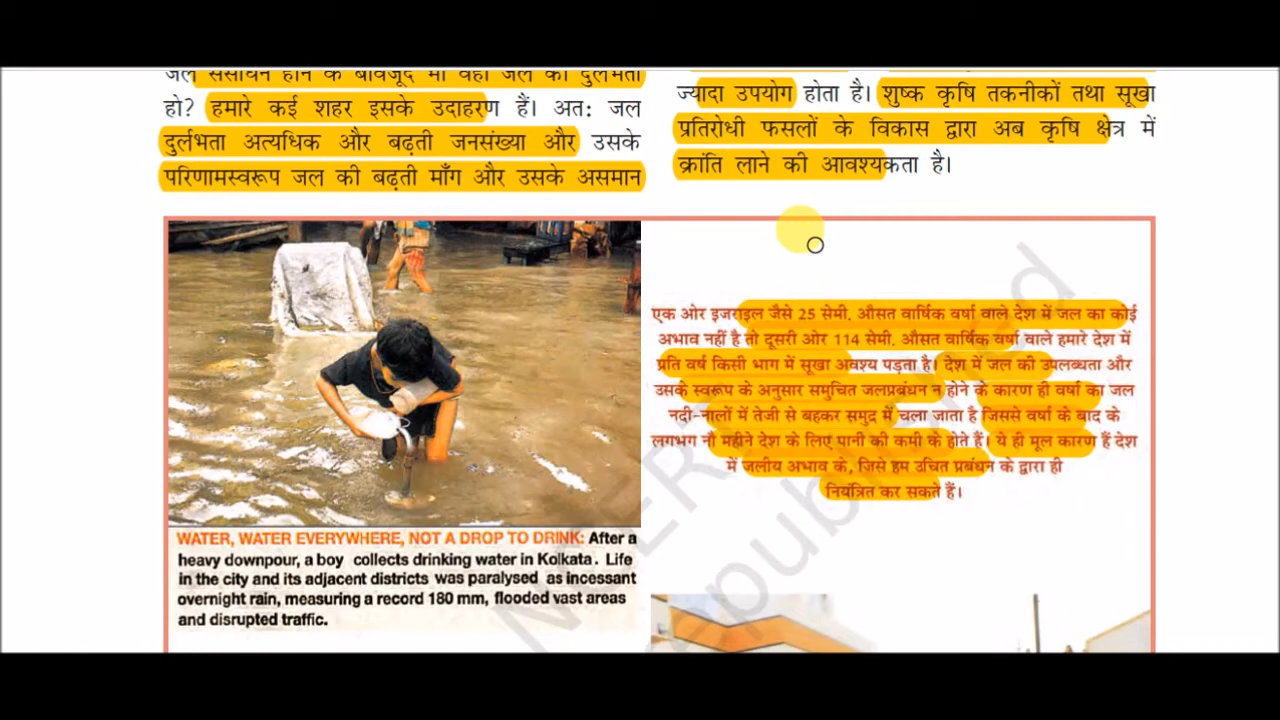 जल संसाधन होने के बावजूद भी वहाँ जल की दुर्लभता
हो? हमारे कई शहर इसके उदाहरण हैं। अतः जल
दुर्लभता अत्यधिक और बढ़ती जनसंख्या और उसके
परिणामस्वरूप जल की बढ़ती माँग और उसके असमान
ज्यादा उपयोग होता है। शुष्क कृषि तकनीकों तथा सूखा
प्रतिरोधी फसलों के विकास द्वारा अब कृषि क्षेत्र में
क्रांति लाने की आवश्यकता है।
WATER, WATER EVERYWHERE, NOT A DROP TO DRINK: After a
heavy downpour, a boy collects drinking water in Kolkata. Life
in the city and its adjacent districts was paralysed as incessant
overnight rain, measuring a record 180 mm, flooded vast areas
and disrupted traffic.
एक ओर इजराइल जैसे 25 सेमी. औसत वार्षिक वर्षा वाले देश में जल का कोई
अभाव नहीं है तो दूसरी ओर 114 सेमी. औसत वार्षिक वर्षा वाले हमारे देश में
प्रति वर्ष किसी भाग में सूखा अवश्य पड़ता है। देश में जल की उपलब्धता और
उसके स्वरूप के अनुसार समुचित जलप्रबंधन न होने के कारण ही वर्षा का जल
नदी-नालों में तेजी से बहकर समुद्र में चला जाता है जिससे वर्षा के बाद के
लगभग नौ महीने देश के लिए पानी की कमी के होते हैं। ये ही मूल कारण हैं देश
में जलीय अभाव के, जिसे हम उचित प्रबंधन के द्वारा ही
नियंत्रित कर सकते हैं।